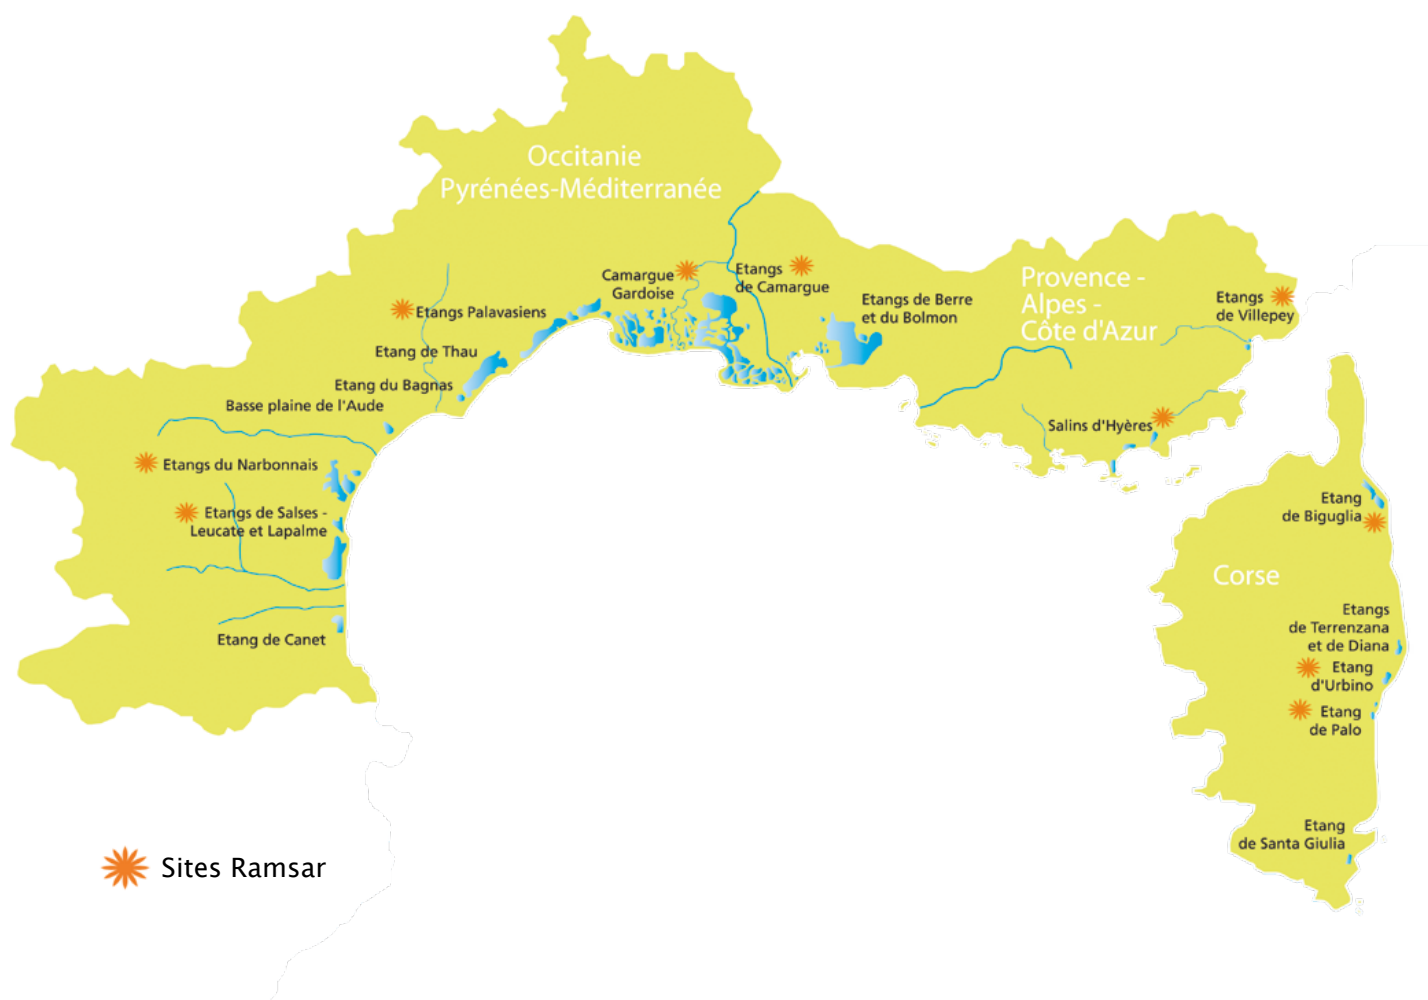 Occitanie
Pyrénées-Méditerranée
Provence -
Alpes -
Côte d'Azur
Corse
Camargue
Gardoise
Etangs
de Camargue
Etangs de Berre
et du Bolmon
Etangs
de Villepey
Etangs Palavasiens
Etang de Thau
Etang du Bagnas
Basse plaine de l'Aude
Salins d'Hyères
Etangs du Narbonnais
Etangs de Salses -
Leucate et Lapalme
Etang de Canet
Etang
de Biguglia
Etangs
de Terrenzana
et de Diana
Etang
d'Urbino
Etang
de Palo
Etang
de Santa Giulia
Sites Ramsar